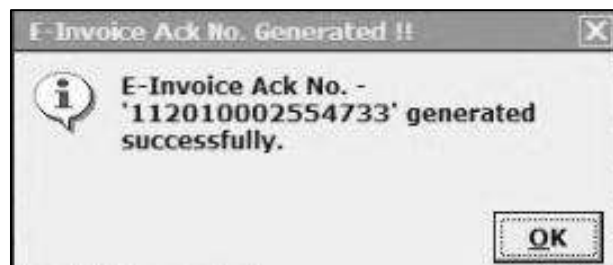 E-Invoice Ack No. Generated !!
E-Invoice Ack No. -
'112010002554733' generated
successfully.
OK